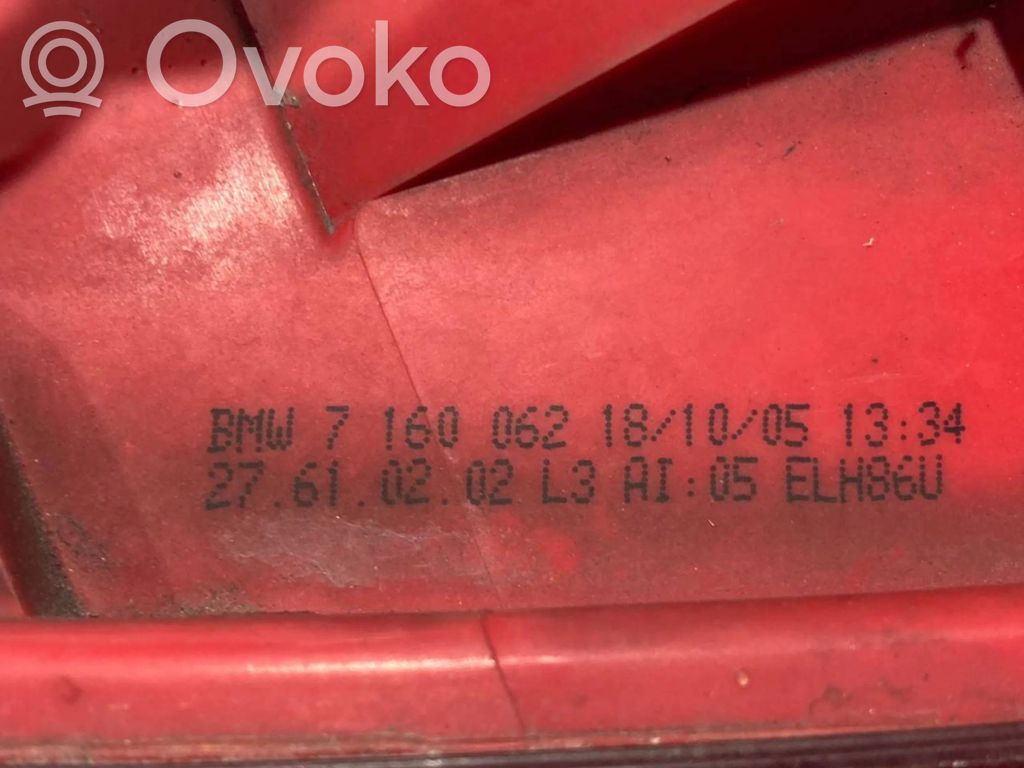 Ovoko
BMW 7 160 062 18/10/05 13:34
27.61.02.02 L3 AI:05 ELH86U